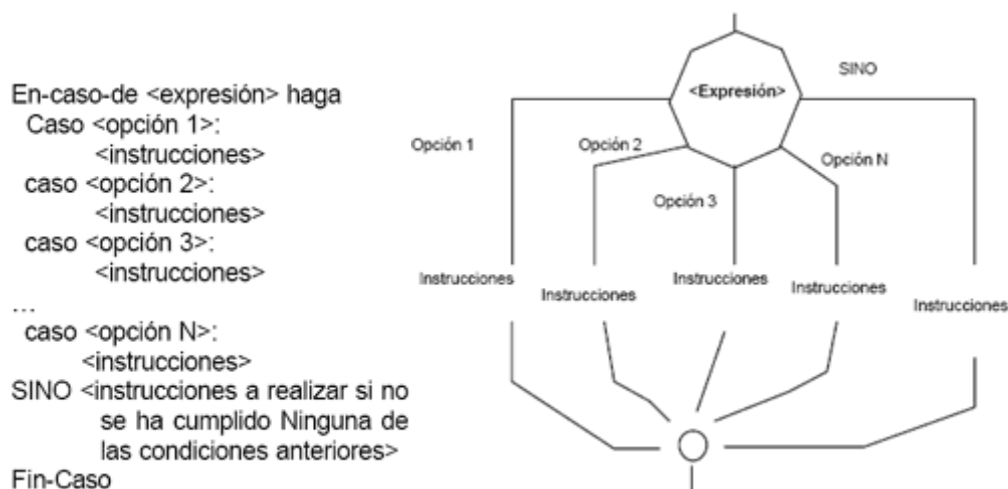 En-caso-de <expresión> haga
Caso <opción 1>:
<instrucciones>
caso <opción 2>:
<instrucciones>
caso <opción 3>:
<instrucciones>
...
caso <opción N>:
<instrucciones>
SINO <instrucciones a realizar si no
se ha cumplido Ninguna de
las condiciones anteriores>
Fin-Caso
SINO
<Expresión>
Opción 1
Opción 2
Opción N
Opción 3
Instrucciones
Instrucciones
Instrucciones
Instrucciones
Instrucciones